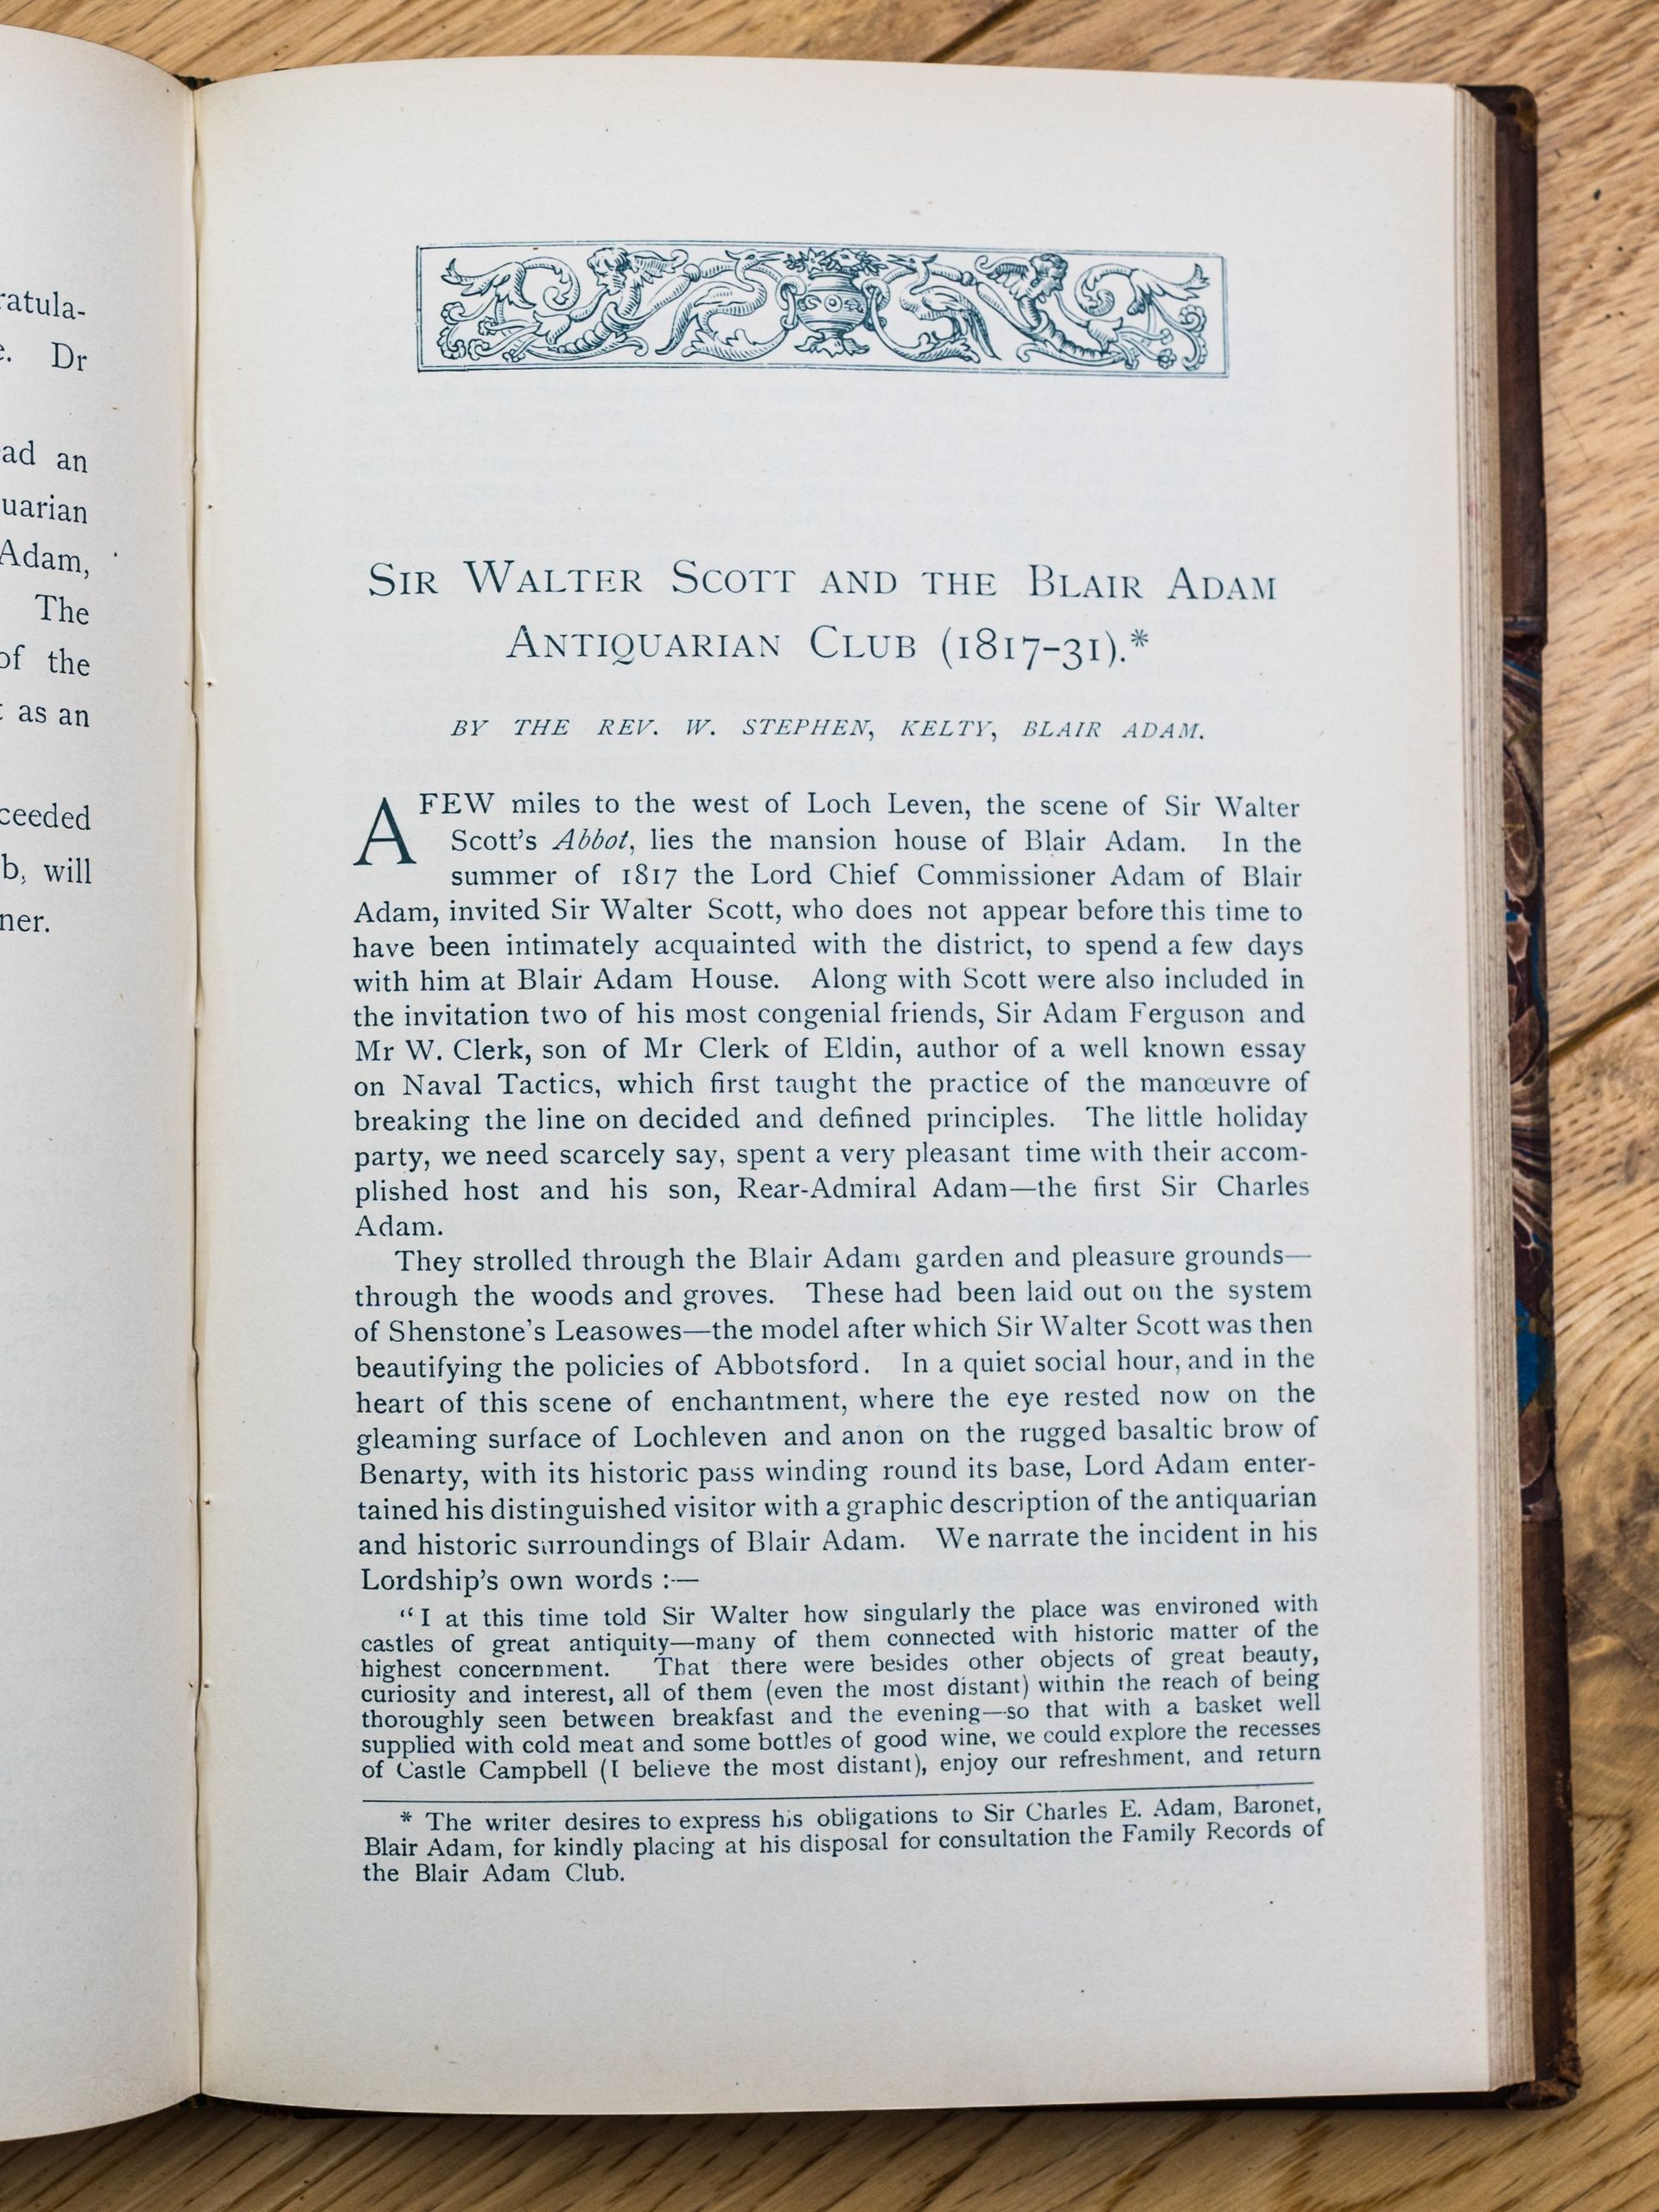 ratula-
e. Dr
ad an
uarian
Adam,
The
of the
as an
ceeded
b, will
ner.
SIR WALTER SCOTT AND THE BLAIR ADAM
ANTIQUARIAN CLUB (1817-31).*
BY THE REV. W. STEPHEN, KELTY, BLAIR ADAM.
A FEW miles to the west of Loch Leven, the scene of Sir Walter
Scott's Abbot, lies the mansion house of Blair Adam. In the
summer of 1817 the Lord Chief Commissioner Adam of Blair
Adam, invited Sir Walter Scott, who does not appear before this time to
have been intimately acquainted with the district, to spend a few days
with him at Blair Adam House. Along with Scott were also included in
the invitation two of his most congenial friends, Sir Adam Ferguson and
Mr W. Clerk, son of Mr Clerk of Eldin, author of a well known essay
on Naval Tactics, which first taught the practice of the manœuvre of
breaking the line on decided and defined principles. The little holiday
party, we need scarcely say, spent a very pleasant time with their accom-
plished host and his son, Rear-Admiral Adam—the first Sir Charles
Adam.
They strolled through the Blair Adam garden and pleasure grounds—
through the woods and groves. These had been laid out on the system
of Shenstone's Leasowes—the model after which Sir Walter Scott was then
beautifying the policies of Abbotsford. In a quiet social hour, and in the
heart of this scene of enchantment, where the eye rested now on the
gleaming surface of Lochleven and anon on the rugged basaltic brow of
Benarty, with its historic pass winding round its base, Lord Adam enter-
tained his distinguished visitor with a graphic description of the antiquarian
and historic surroundings of Blair Adam. We narrate the incident in his
Lordship's own words :—
"I at this time told Sir Walter how singularly the place was environed with
castles of great antiquity—many of them connected with historic matter of the
highest concernment. That there were besides other objects of great beauty,
curiosity and interest, all of them (even the most distant) within the reach of being
thoroughly seen between breakfast and the evening—so that with a basket well
supplied with cold meat and some bottles of good wine, we could explore the recesses
of Castle Campbell (I believe the most distant), enjoy our refreshment, and return
* The writer desires to express his obligations to Sir Charles E. Adam, Baronet,
Blair Adam, for kindly placing at his disposal for consultation the Family Records of
the Blair Adam Club.